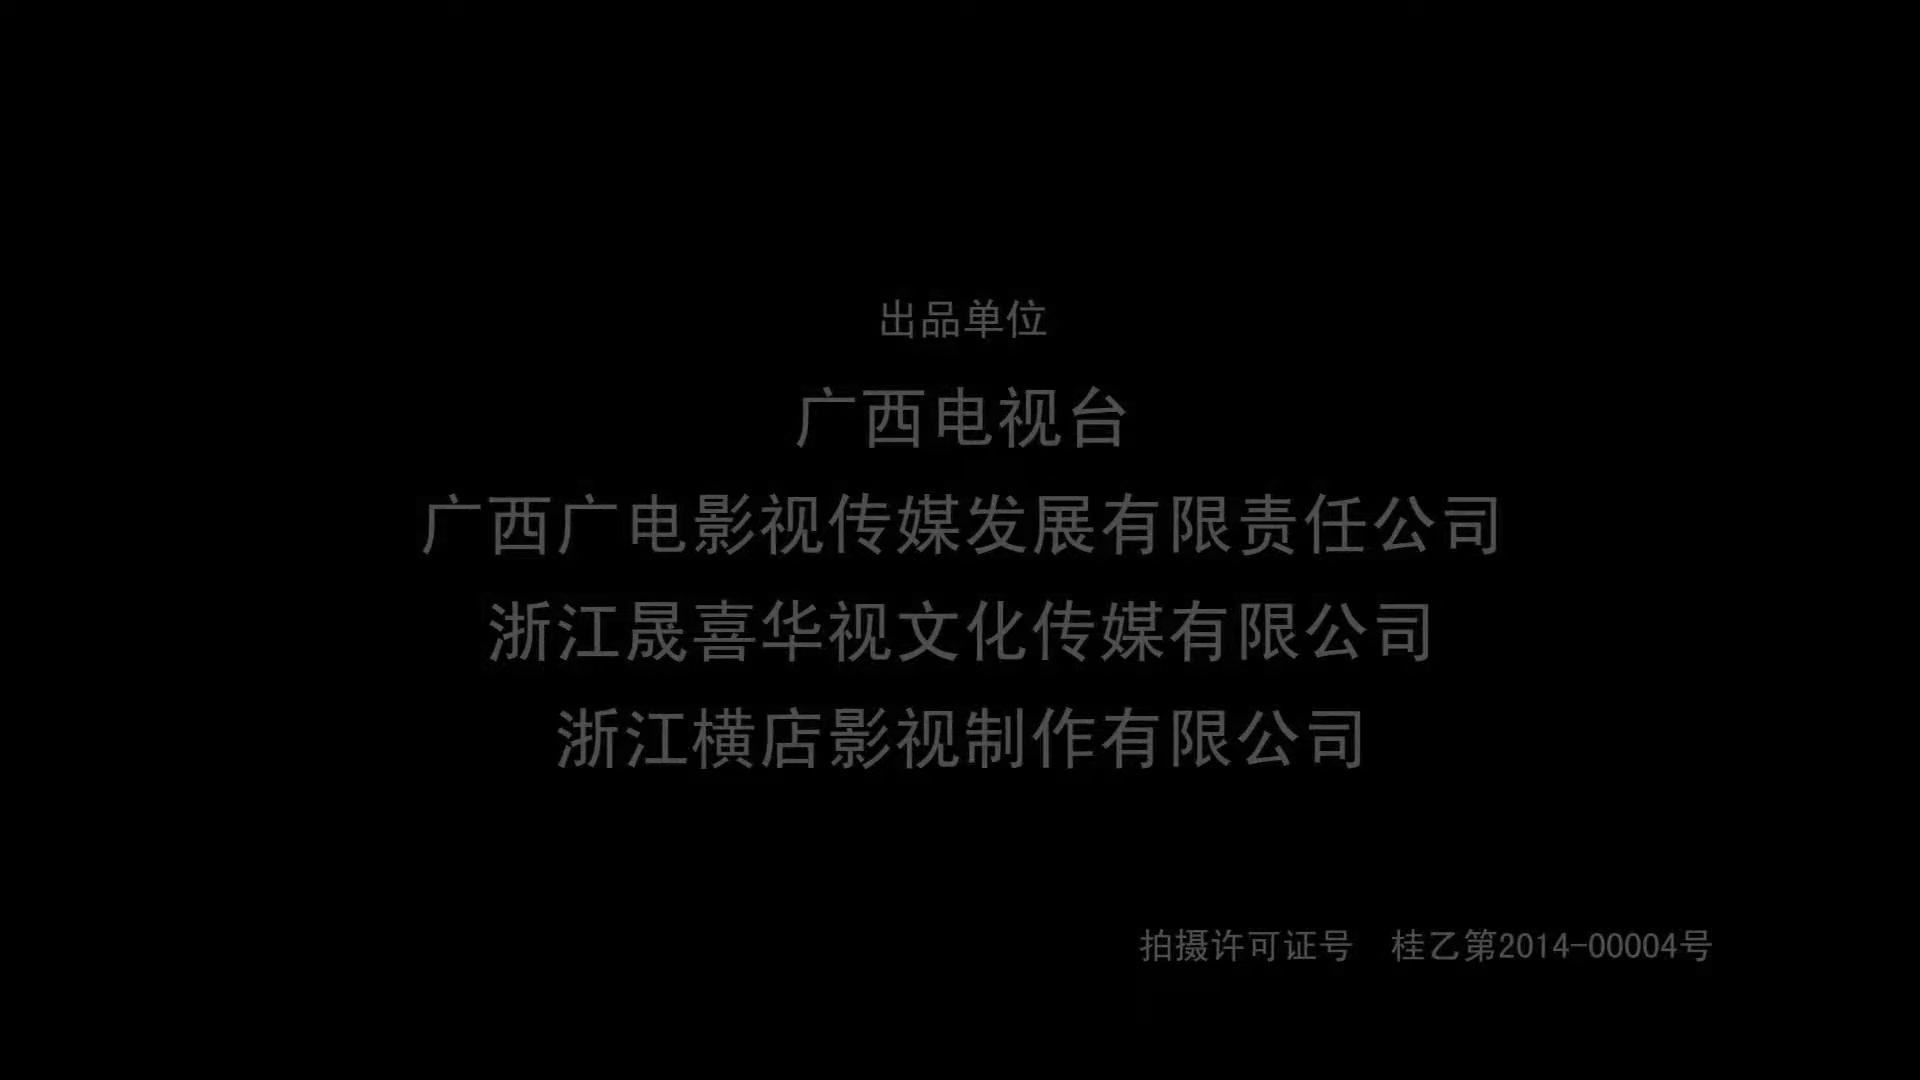 出品单位
广西电视台
广西广电影视传媒发展有限责任公司
浙江晟喜华视文化传媒有限公司
浙江横店影视制作有限公司
拍摄许可证号　桂乙第2014-00004号